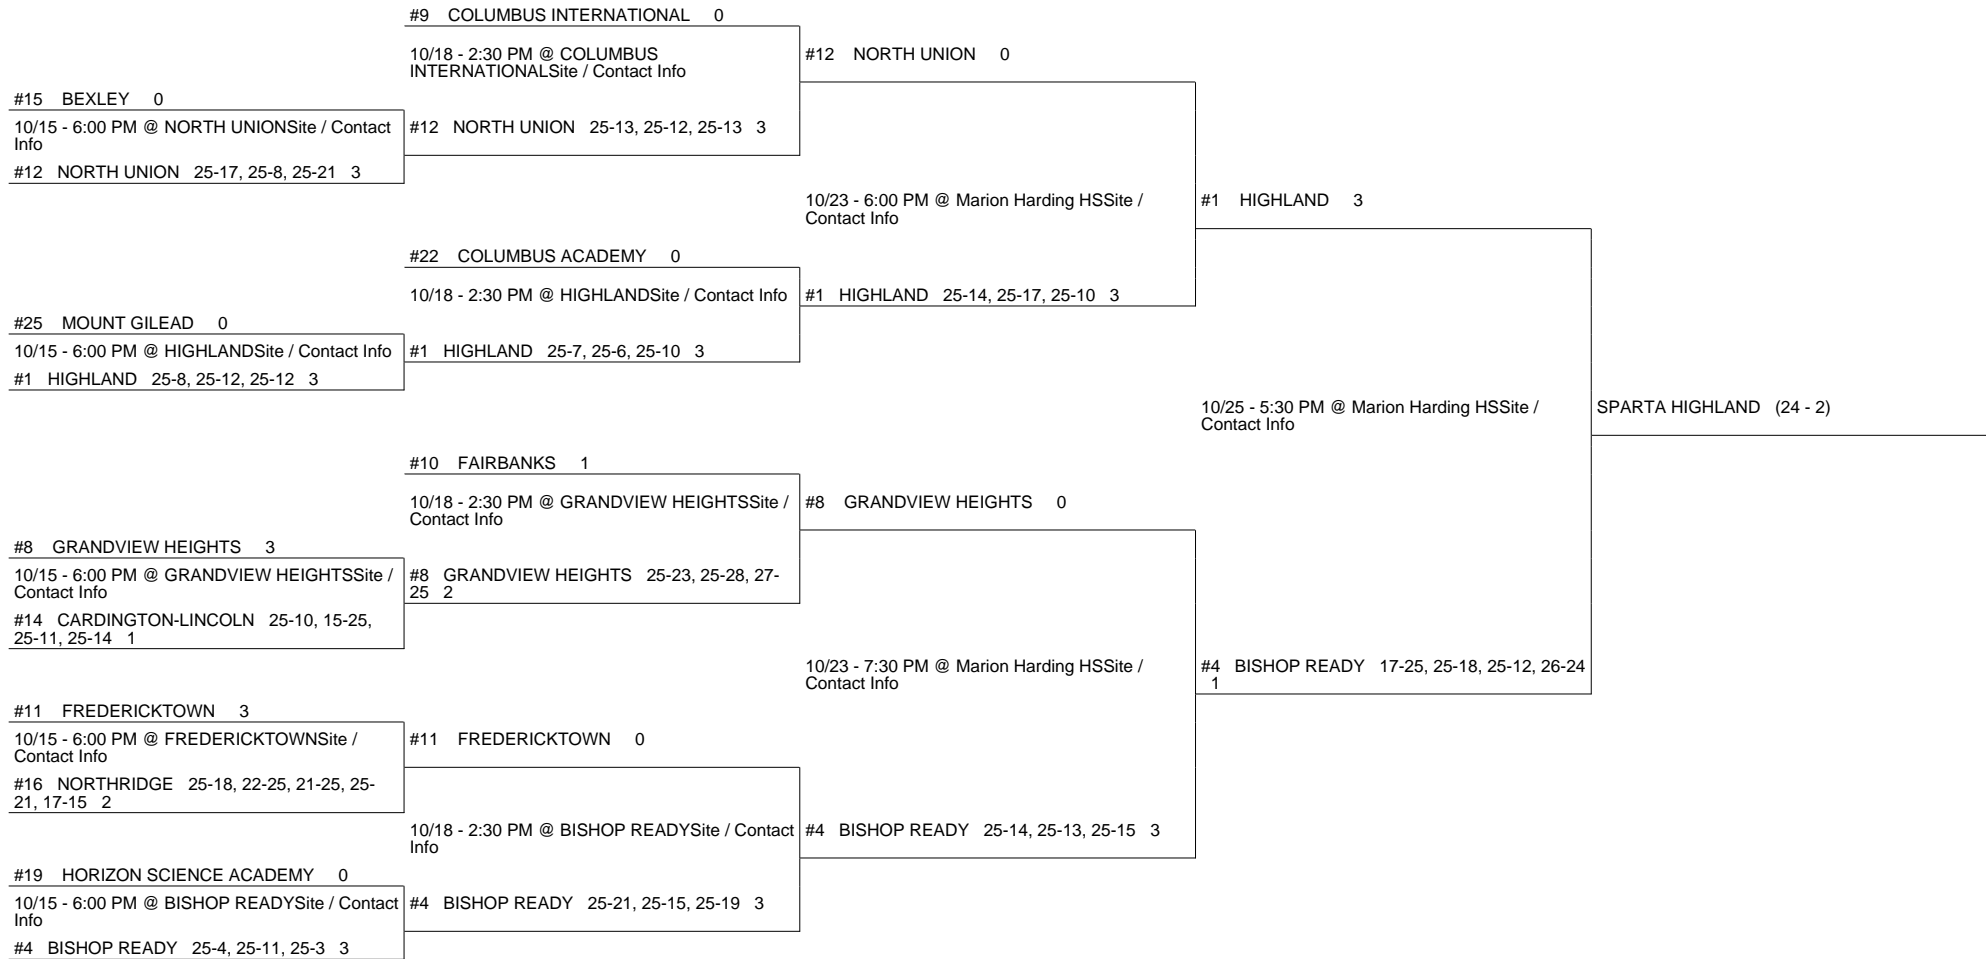 #9 COLUMBUS INTERNATIONAL 0
10/18 - 2:30 PM @ COLUMBUS
INTERNATIONALSite / Contact Info
#15 BEXLEY 0
10/15 - 6:00 PM @ NORTH UNIONSite / Contact
Info
#12 NORTH UNION 25-17, 25-8, 25-21 3
#12 NORTH UNION 25-13, 25-12, 25-13 3
#12 NORTH UNION 0
10/23 - 6:00 PM @ Marion Harding HSSite /
Contact Info
#22 COLUMBUS ACADEMY 0
10/18 - 2:30 PM @ HIGHLANDSite / Contact Info
#25 MOUNT GILEAD 0
10/15 - 6:00 PM @ HIGHLANDSite / Contact Info
#1 HIGHLAND 25-8, 25-12, 25-12 3
#1 HIGHLAND 25-7, 25-6, 25-10 3
#1 HIGHLAND 25-14, 25-17, 25-10 3
#1 HIGHLAND 3
10/25 - 5:30 PM @ Marion Harding HSSite /
Contact Info
SPARTA HIGHLAND (24 - 2)
#10 FAIRBANKS 1
10/18 - 2:30 PM @ GRANDVIEW HEIGHTSSite /
Contact Info
#8 GRANDVIEW HEIGHTS 3
10/15 - 6:00 PM @ GRANDVIEW HEIGHTSSite /
Contact Info
#14 CARDINGTON-LINCOLN 25-10, 15-25,
25-11, 25-14 1
#8 GRANDVIEW HEIGHTS 25-23, 25-28, 27-
25 2
#8 GRANDVIEW HEIGHTS 0
10/23 - 7:30 PM @ Marion Harding HSSite /
Contact Info
#4 BISHOP READY 17-25, 25-18, 25-12, 26-24
1
#11 FREDERICKTOWN 3
10/15 - 6:00 PM @ FREDERICKTOWNSite /
Contact Info
#16 NORTHRIDGE 25-18, 22-25, 21-25, 25-
21, 17-15 2
#11 FREDERICKTOWN 0
10/18 - 2:30 PM @ BISHOP READYSite / Contact
Info
#4 BISHOP READY 25-14, 25-13, 25-15 3
#19 HORIZON SCIENCE ACADEMY 0
10/15 - 6:00 PM @ BISHOP READYSite / Contact
Info
#4 BISHOP READY 25-4, 25-11, 25-3 3
#4 BISHOP READY 25-21, 25-15, 25-19 3